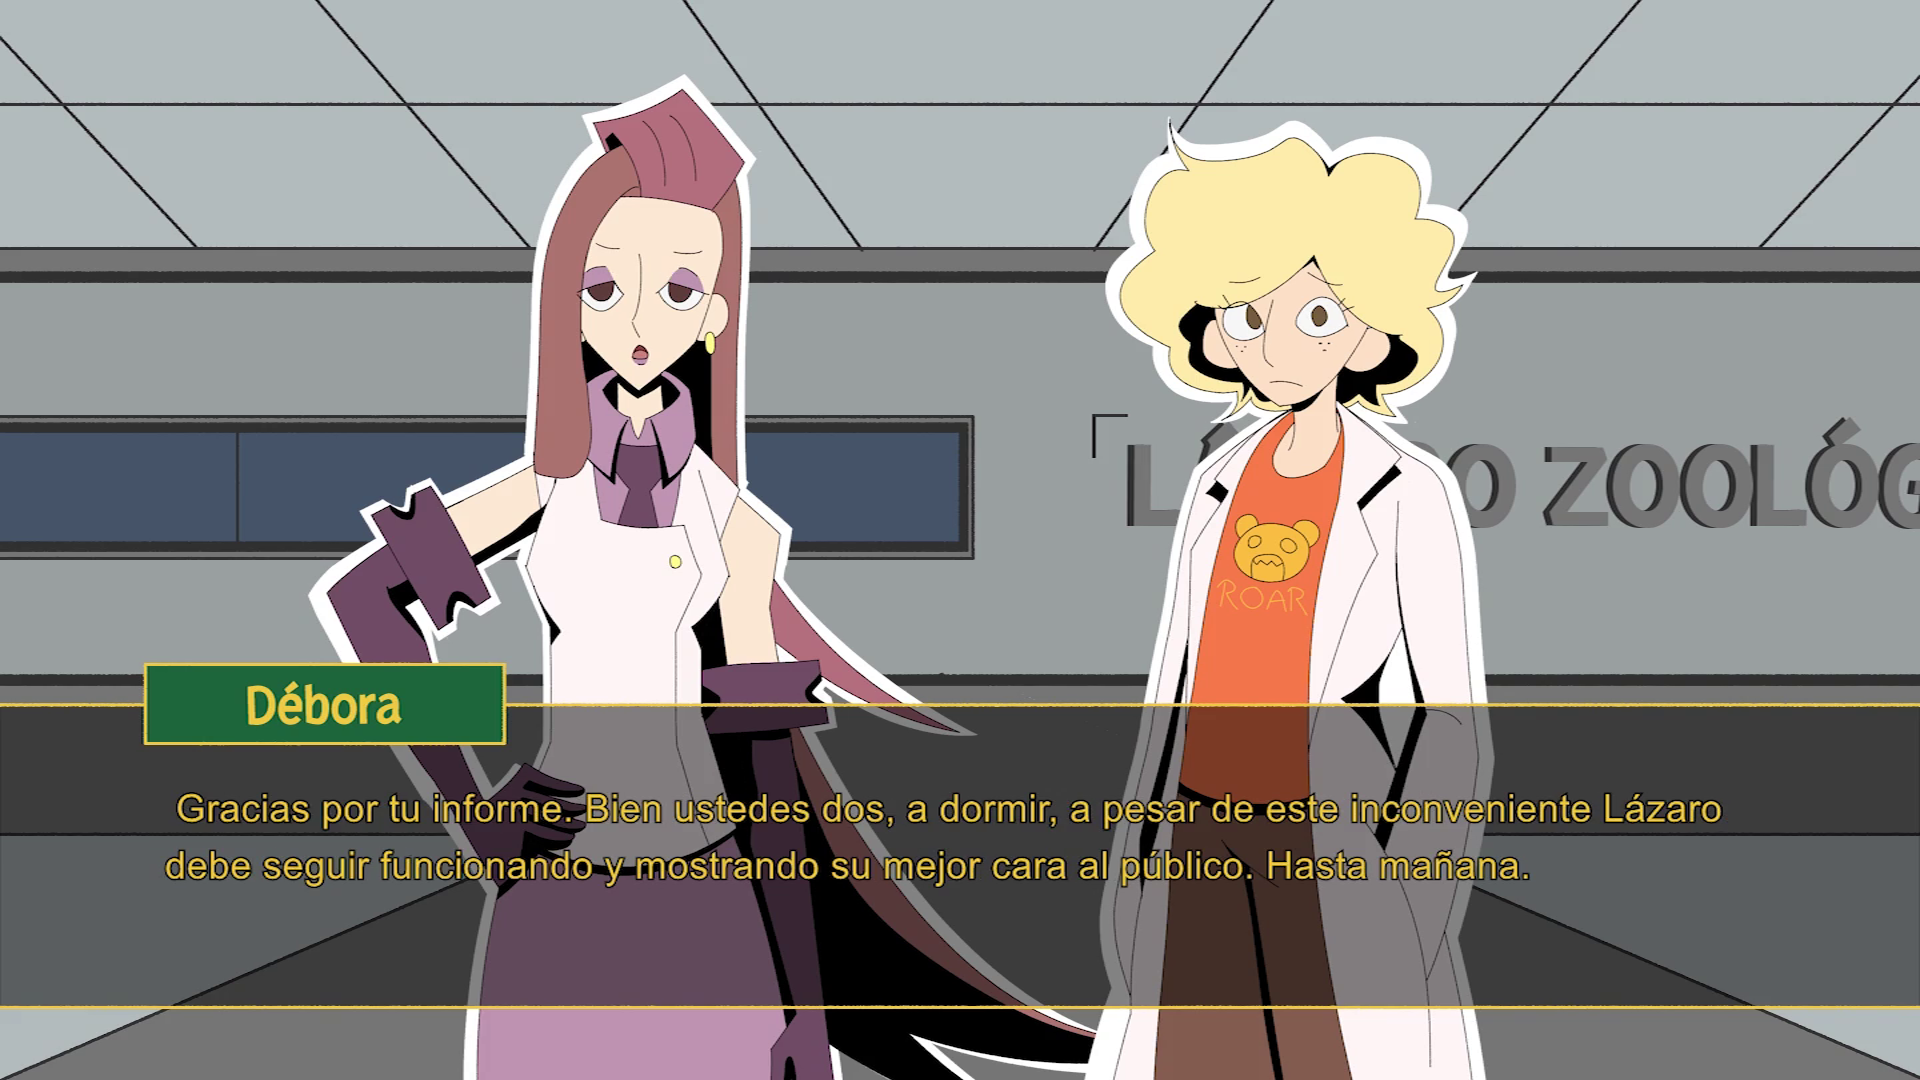 ZOOLÓG
ROAR
Débora
Gracias por tu informe. Bien ustedes dos, a dormir, a pesar de este inconveniente Lázaro
debe seguir funcionando y mostrando su mejor cara al público. Hasta mañana.